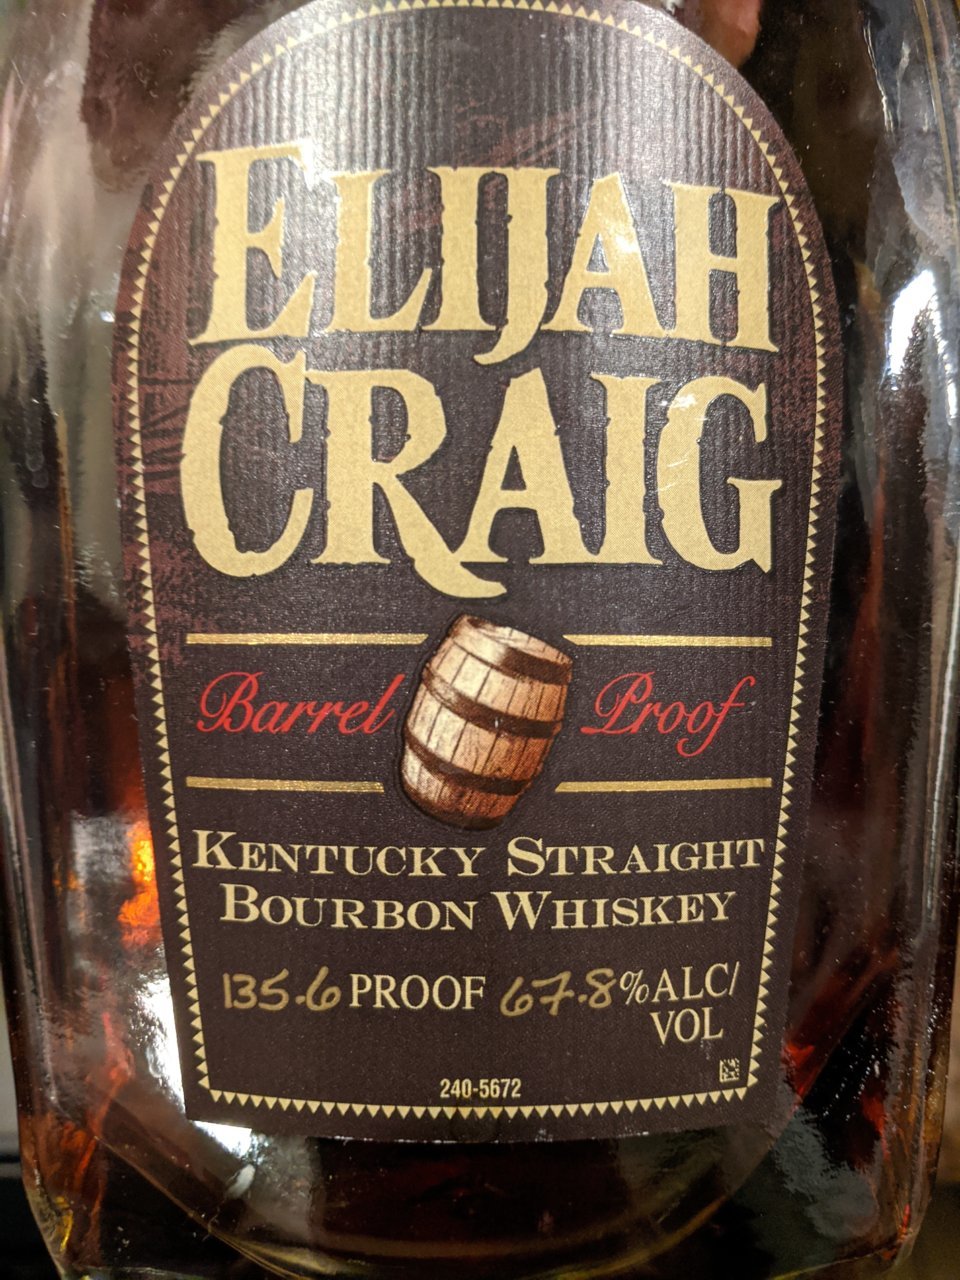 ELIJAH
CRAIG
Barrel Proof
KENTUCKY STRAIGHT
BOURBON WHISKEY
135.6 PROOF 67.8% ALC/
VOL
240-5672